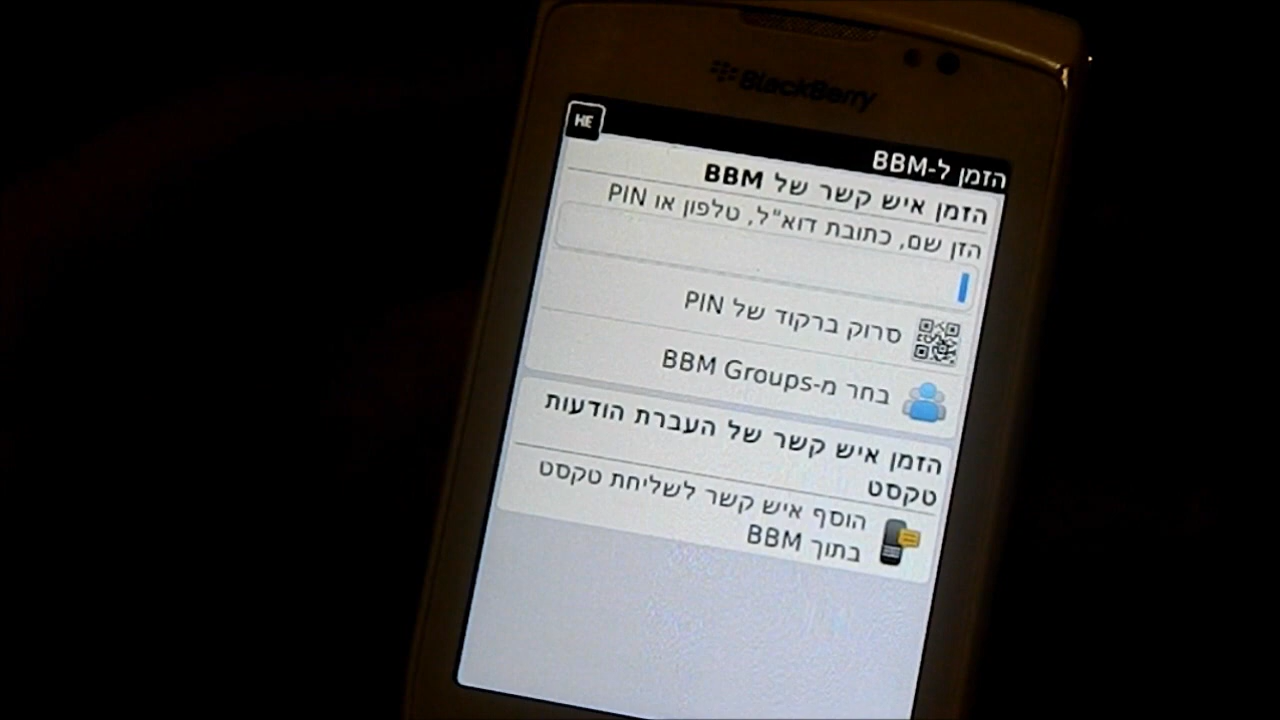 BlackBerry
HE
הזמן ל-BBM
הזמן איש קשר של BBM
הזן שם, כתובת דוא"ל, טלפון או PIN
סרוק ברקוד של PIN
בחר מ-BBM Groups
הזמן איש קשר של העברת הודעות
טקסט
הוסף איש קשר לשליחת טקסט
בתוך BBM